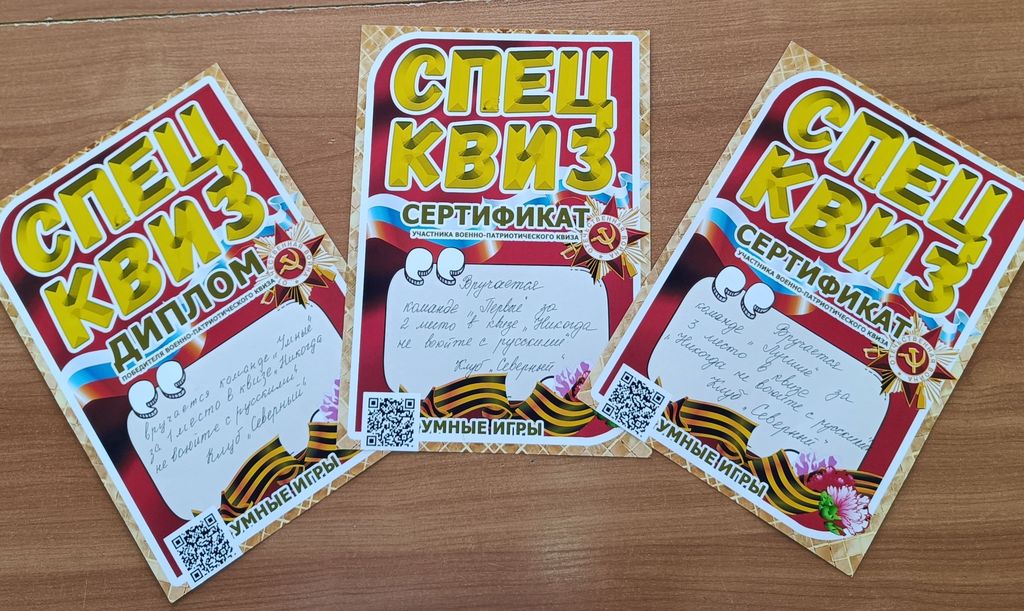 СПЕЦ
КВИЗ
ДИПЛОМ
ПОБЕДИТЕЛЯ ВОЕННО-ПАТРИОТИЧЕСКОГО КВИЗА
вручается команде „Умные"
за 1 место в квизе „Никогда
не воюйте с русскими"
Клуб „Северный"
УМНЫЕ ИГРЫ
СПЕЦ
КВИЗ
СЕРТИФИКАТ
УЧАСТНИКА ВОЕННО-ПАТРИОТИЧЕСКОГО КВИЗА
Вручается
команде „Первые" за
2 место в квизе „Никогда
не воюйте с русскими"
Клуб „Северный"
УМНЫЕ ИГРЫ
СПЕЦ
КВИЗ
СЕРТИФИКАТ
УЧАСТНИКА ВОЕННО-ПАТРИОТИЧЕСКОГО КВИЗА
Вручается
команде „Лучшие" за
3 место в квизе
„Никогда не воюйте с русскими"
Клуб „Северный"
УМНЫЕ ИГРЫ